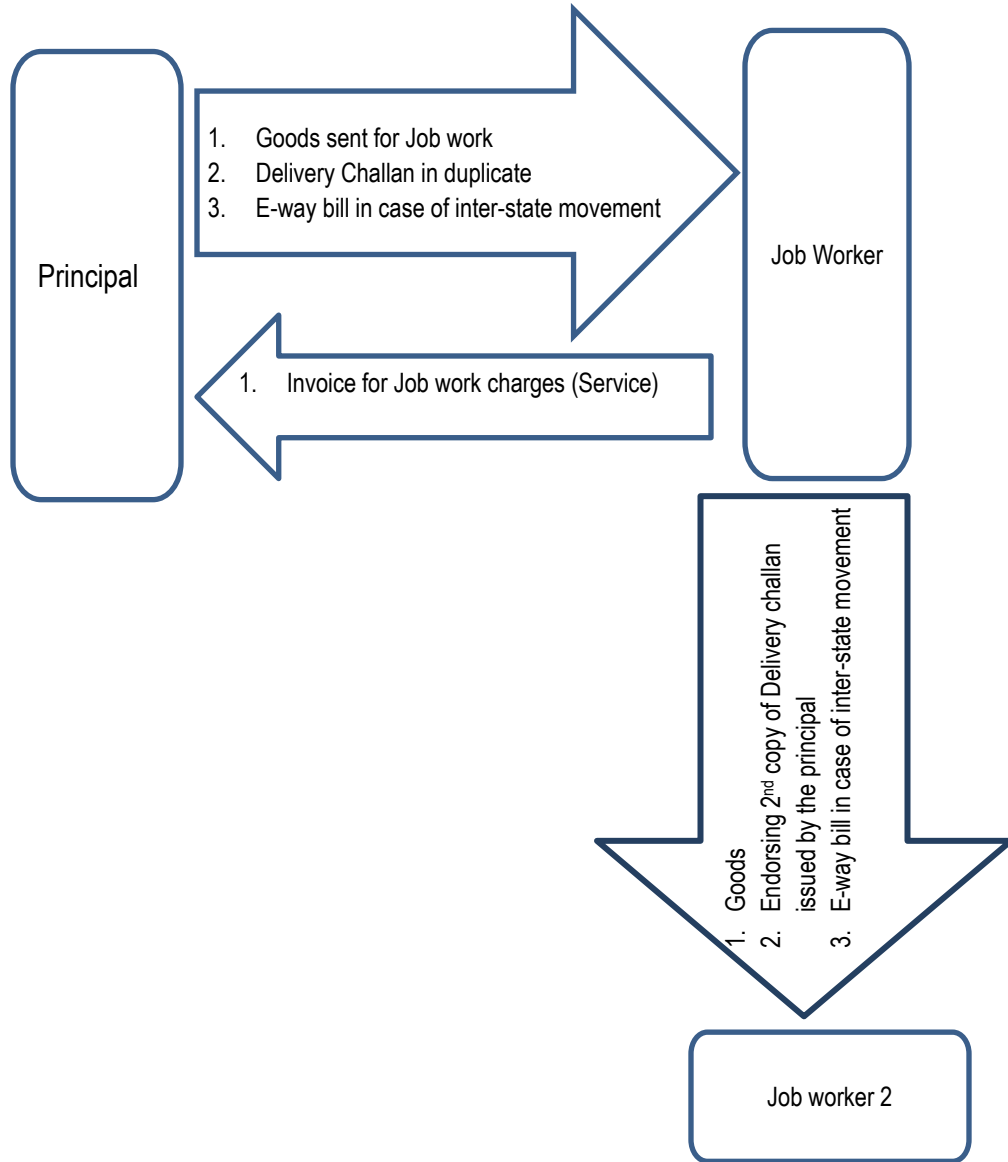 Principal
1. Goods sent for Job work
2. Delivery Challan in duplicate
3. E-way bill in case of inter-state movement
Job Worker
1. Invoice for Job work charges (Service)
1. Goods
2. Endorsing 2nd copy of Delivery challan
issued by the principal
3. E-way bill in case of inter-state movement
Job worker 2